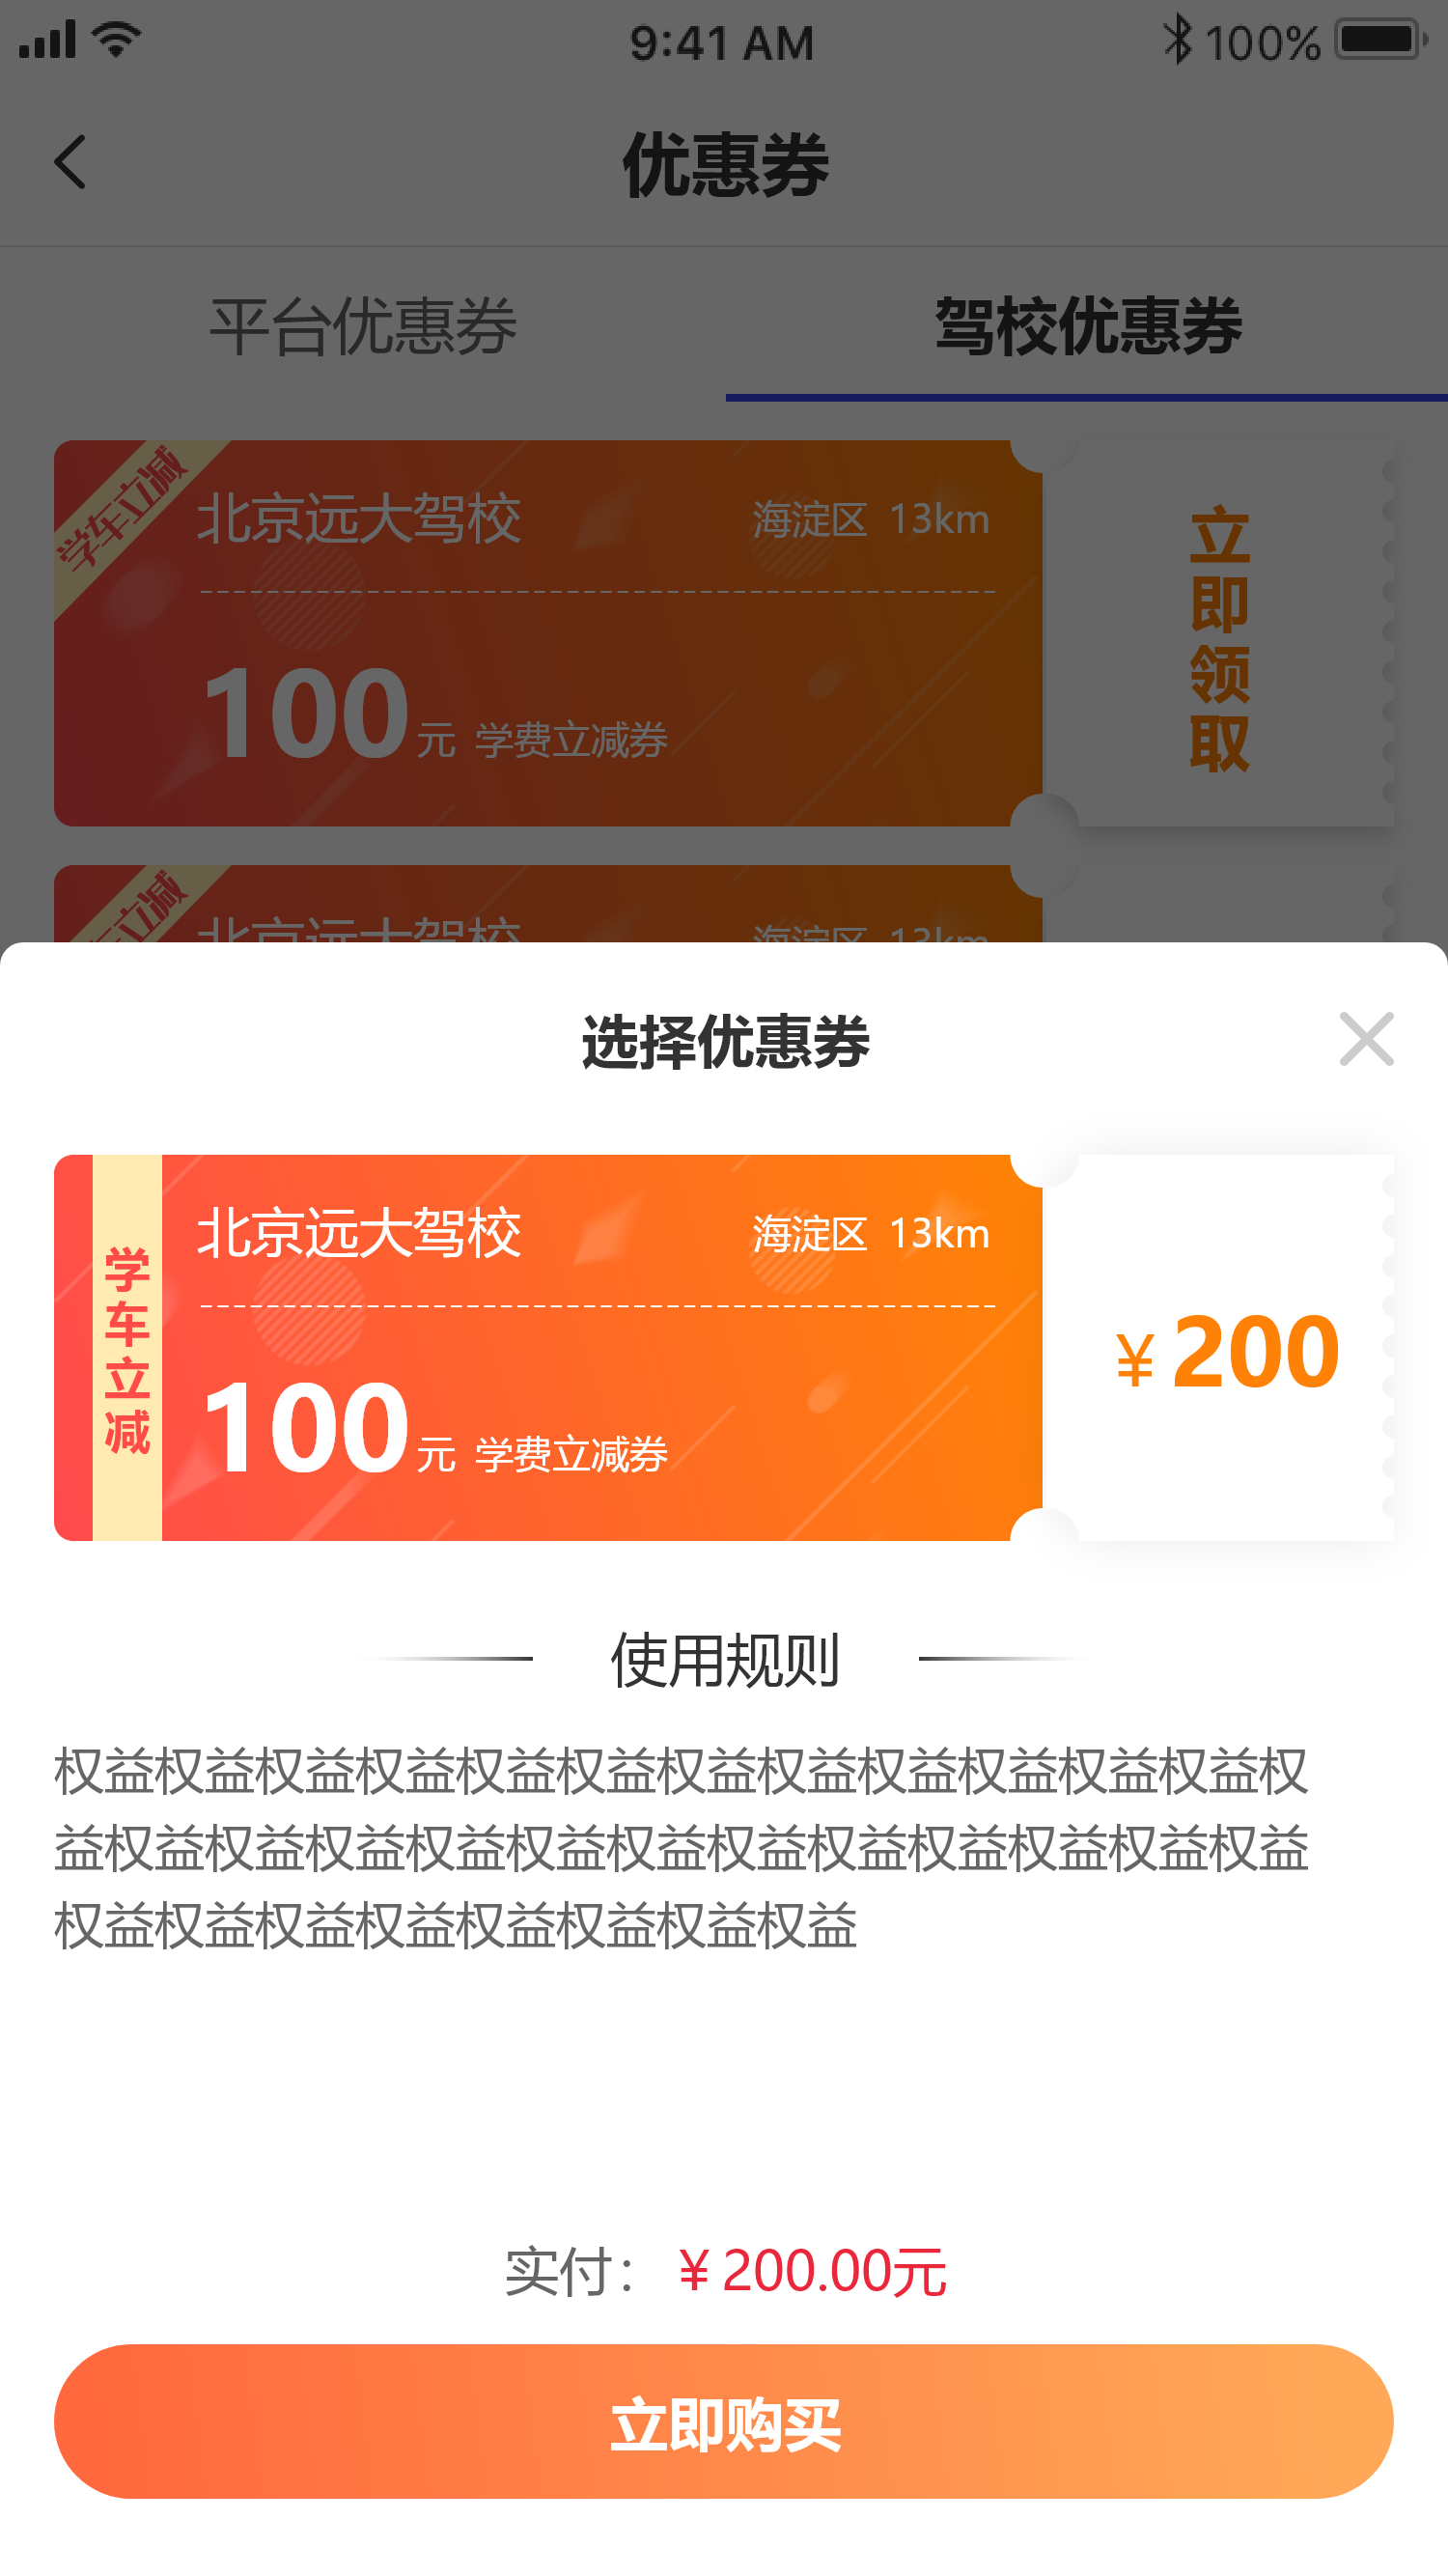 9:41 AM 100%
优惠券
平台优惠券 驾校优惠券
学车立减
北京远大驾校 海淀区 13km
100元 学费立减券
立即领取
立减
北京远大驾校 海淀区 13km
选择优惠券
学车立减
北京远大驾校 海淀区 13km
100元 学费立减券
¥200
使用规则
权益权益权益权益权益权益权益权益权益权益权益权益权
益权益权益权益权益权益权益权益权益权益权益权益权益
权益权益权益权益权益权益权益权益
实付： ¥200.00元
立即购买